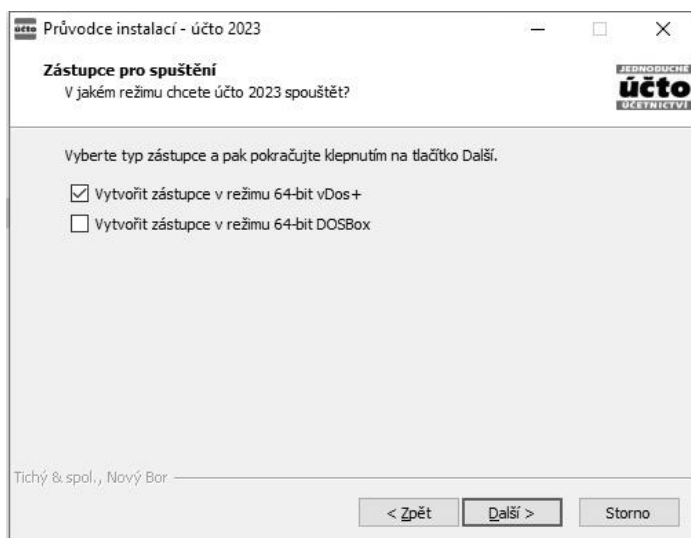 účto Průvodce instalací - účto 2023
Zástupce pro spuštění
V jakém režimu chcete účto 2023 spouštět?
JEDNODUCHÉ
účto
ÚČETNICTVÍ
Vyberte typ zástupce a pak pokračujte klepnutím na tlačítko Další.
Vytvořit zástupce v režimu 64-bit vDos+
Vytvořit zástupce v režimu 64-bit DOSBox
Tichý & spol., Nový Bor
< Zpět Další > Storno